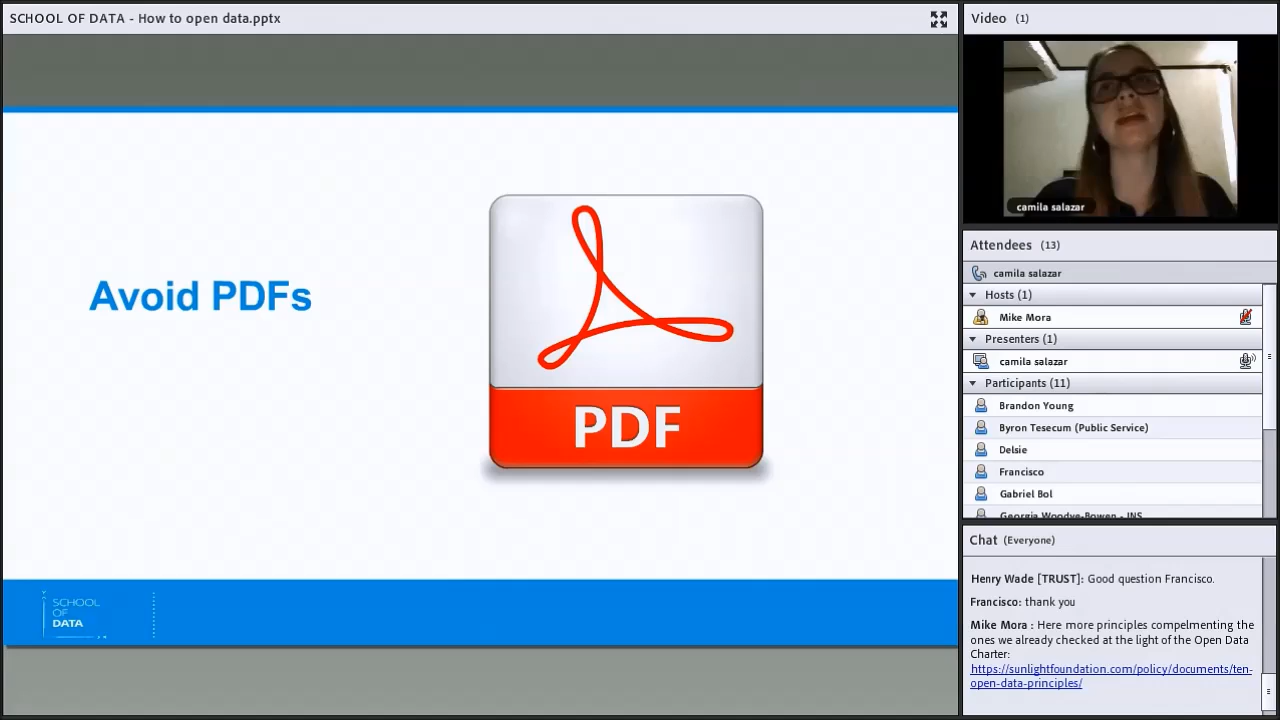 SCHOOL OF DATA - How to open data.pptx
Avoid PDFs
PDF
SCHOOL
OF
DATA
Video (1)
camila salazar
Attendees (13)
camila salazar
Hosts (1)
Mike Mora
Presenters (1)
camila salazar
Participants (11)
Brandon Young
Byron Tesecum (Public Service)
Delsie
Francisco
Gabriel Bol
Georgia Woodye-Bowen - INS
Chat (Everyone)
Henry Wade [TRUST]: Good question Francisco.
Francisco: thank you
Mike Mora : Here more principles compelmenting the
ones we already checked at the light of the Open Data
Charter:
https://sunlightfoundation.com/policy/documents/ten-
open-data-principles/